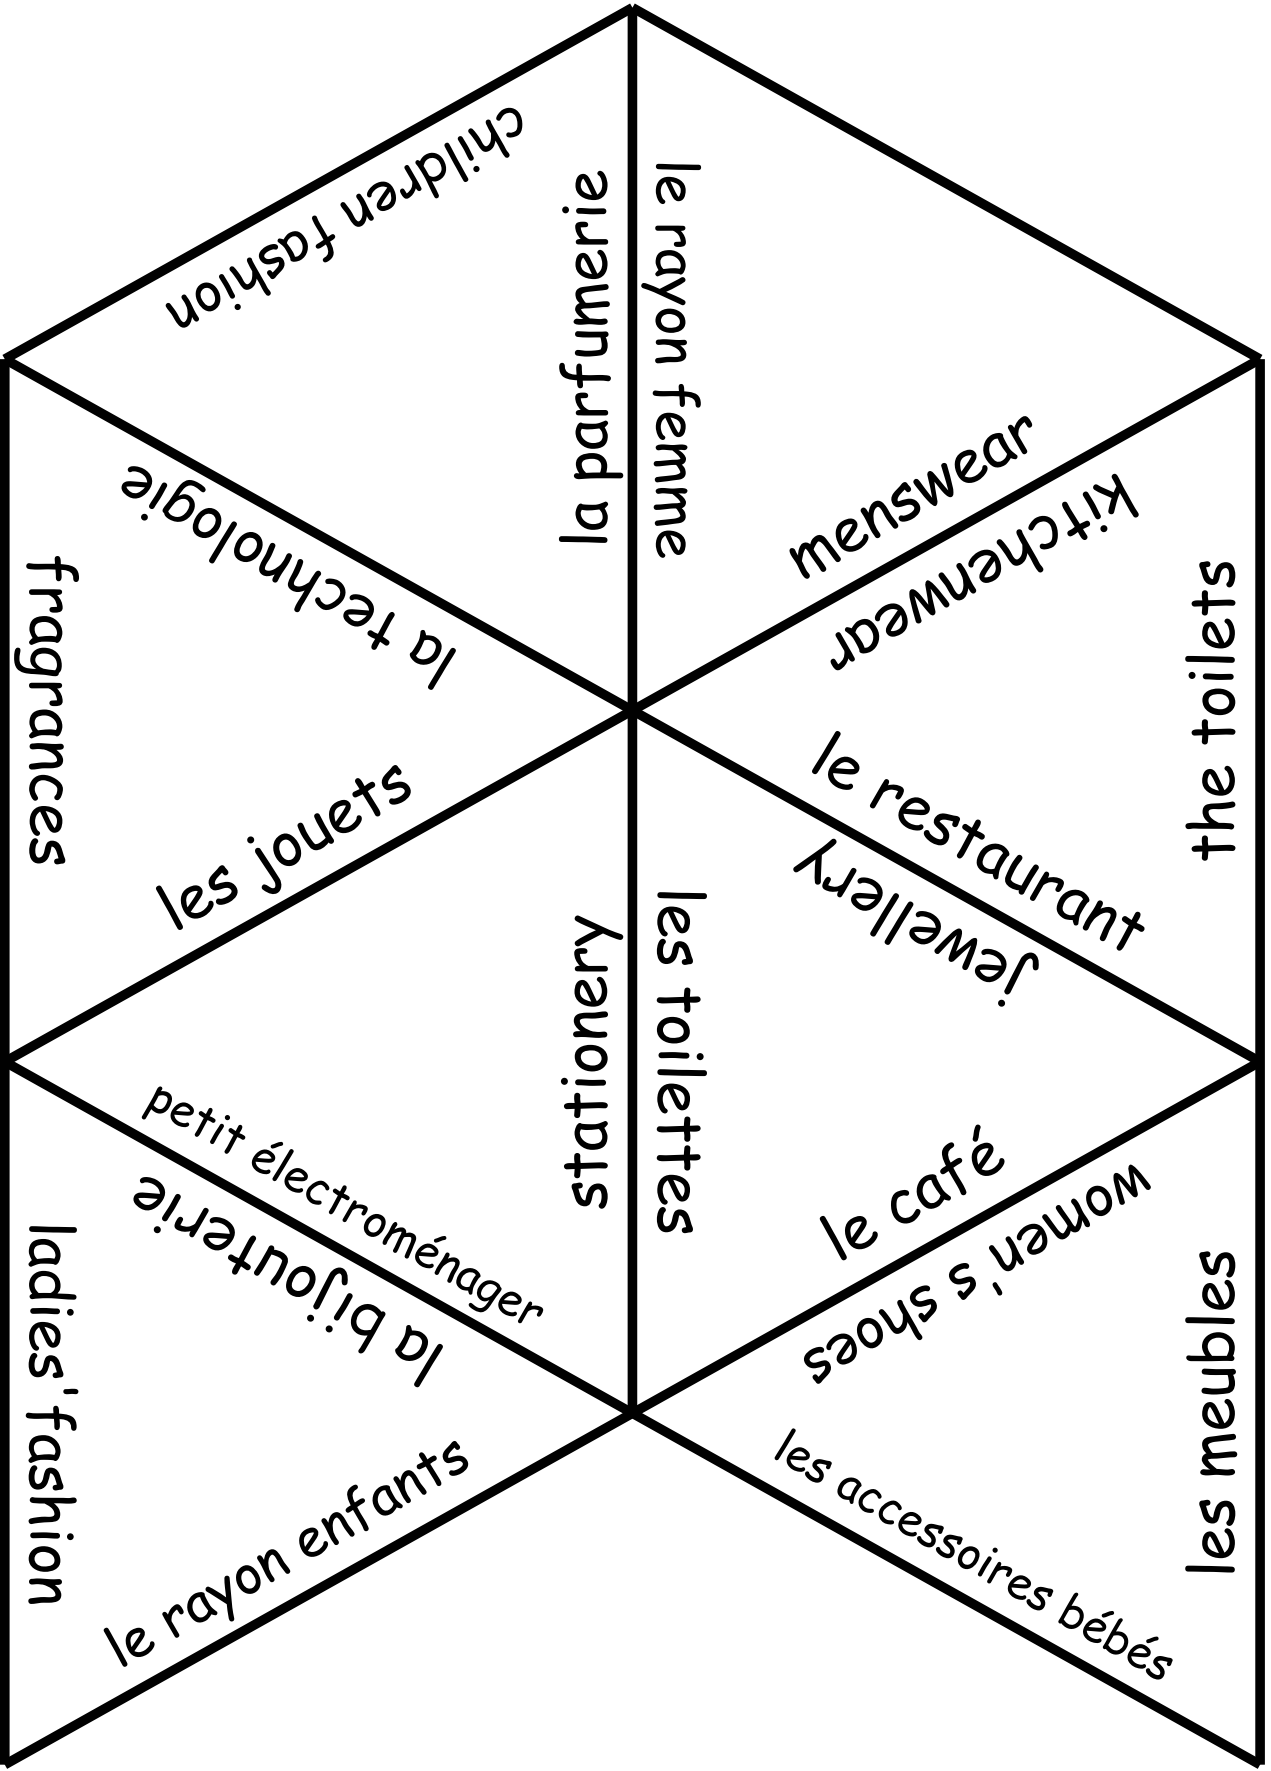 children fashion
la parfumerie
le rayon femme
menswear
la technologie
kitchenwear
fragrances
the toilets
les jouets
le restaurant
jewellery
stationery
les toilettes
petit électroménager
le café
la bijouterie
women's shoes
ladies'fashion
les meubles
le rayon enfants
les accessoires bébés